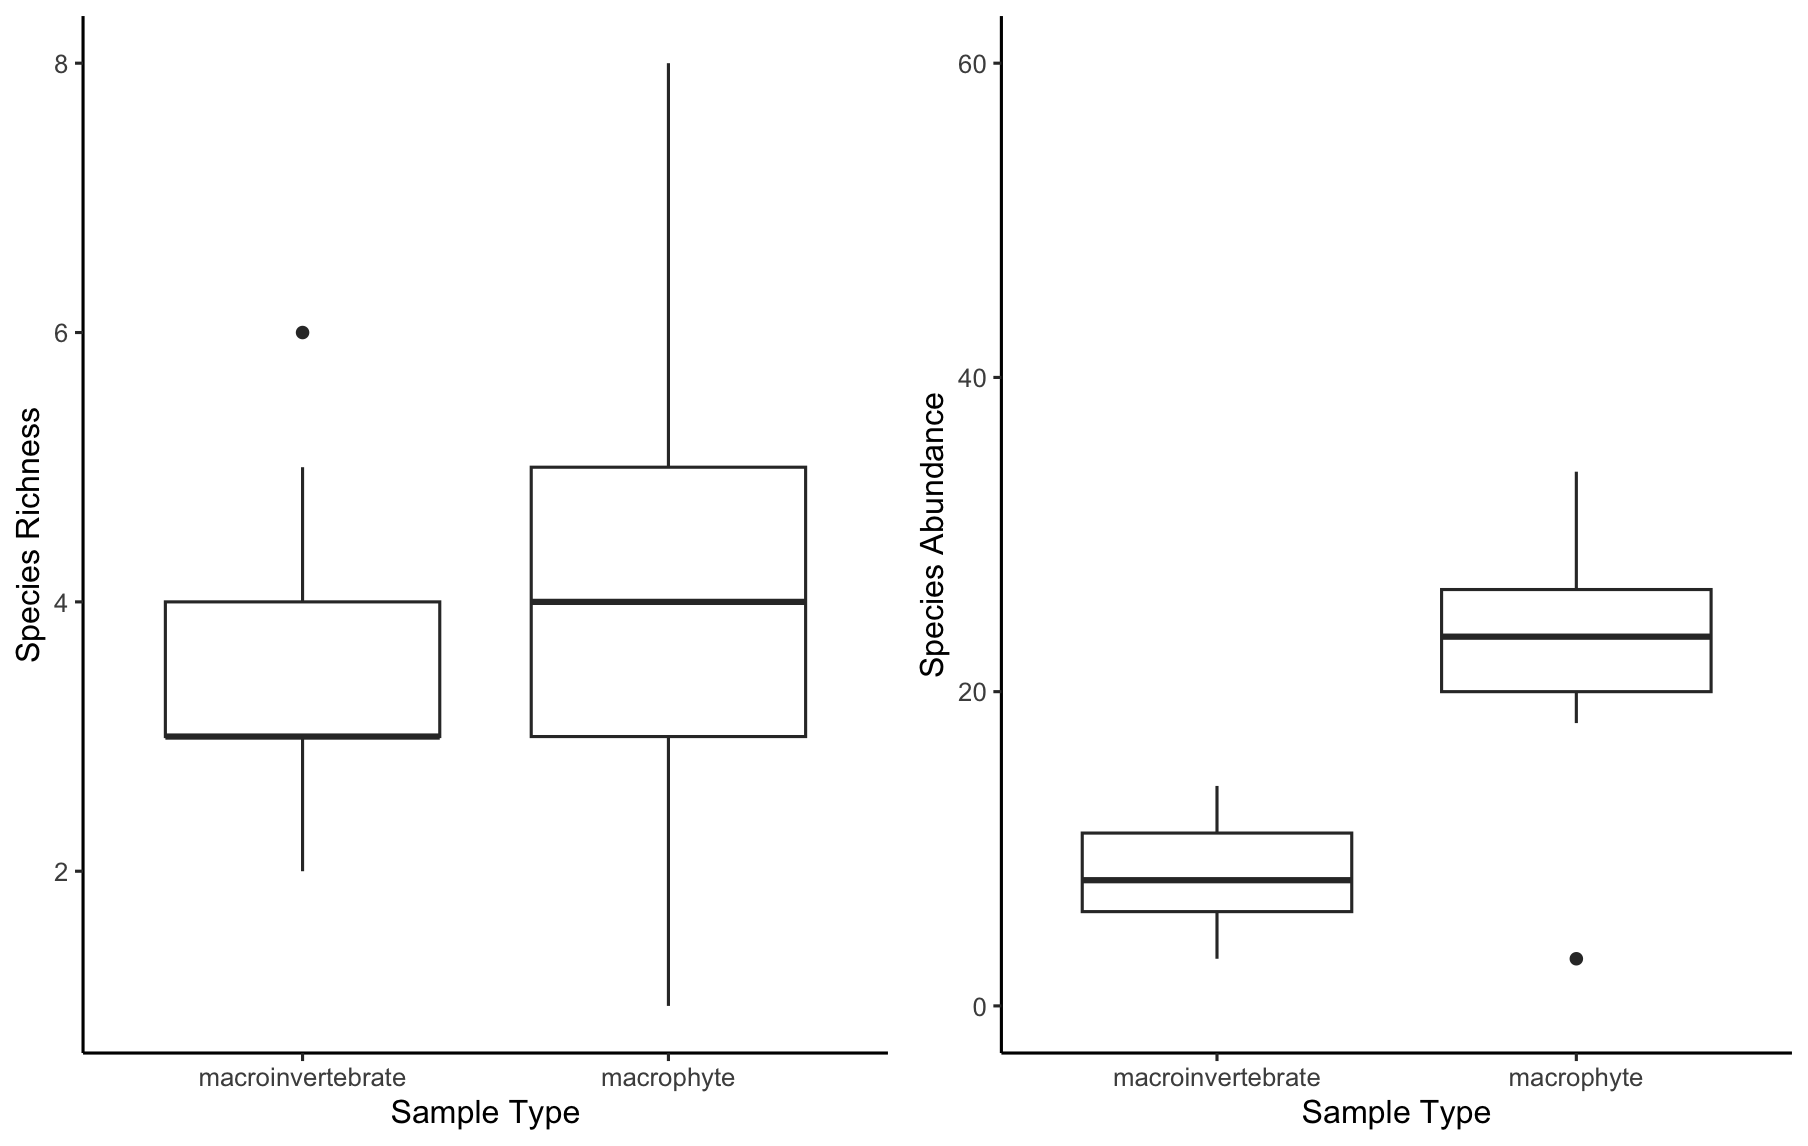 Species Richness
8
6
4
2
macroinvertebrate macrophyte
Sample Type
Species Abundance
60
40
20
0
macroinvertebrate macrophyte
Sample Type